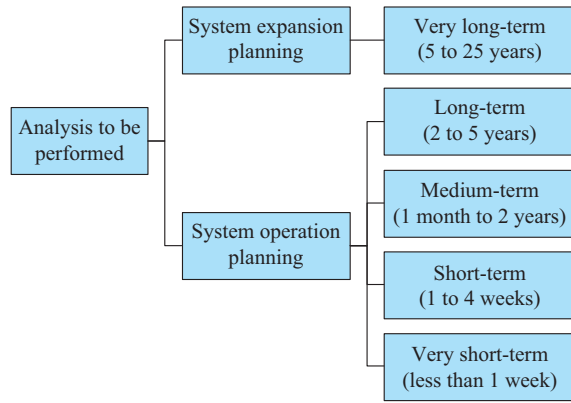 System expansion
planning
Very long-term
(5 to 25 years)
Analysis to be
performed
Long-term
(2 to 5 years)
Medium-term
(1 month to 2 years)
System operation
planning
Short-term
(1 to 4 weeks)
Very short-term
(less than 1 week)